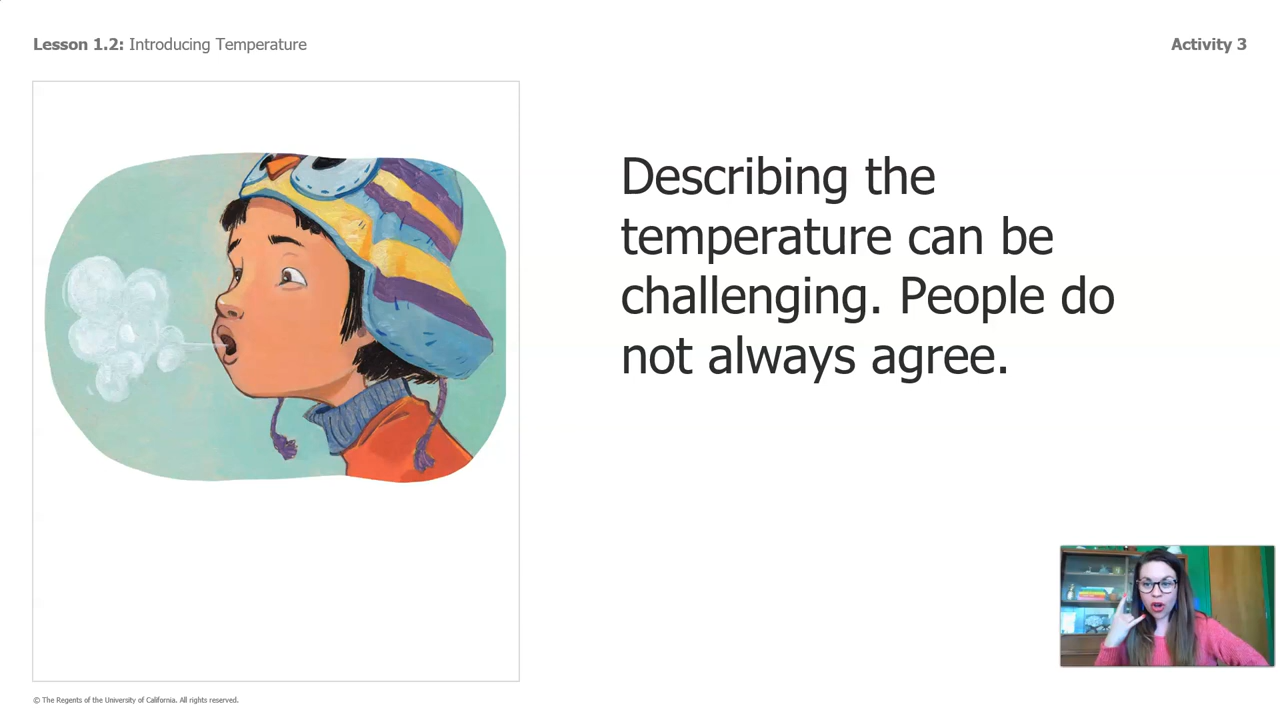 Lesson 1.2: Introducing Temperature
Activity 3
Describing the
temperature can be
challenging. People do
not always agree.
© The Regents of the University of California. All rights reserved.